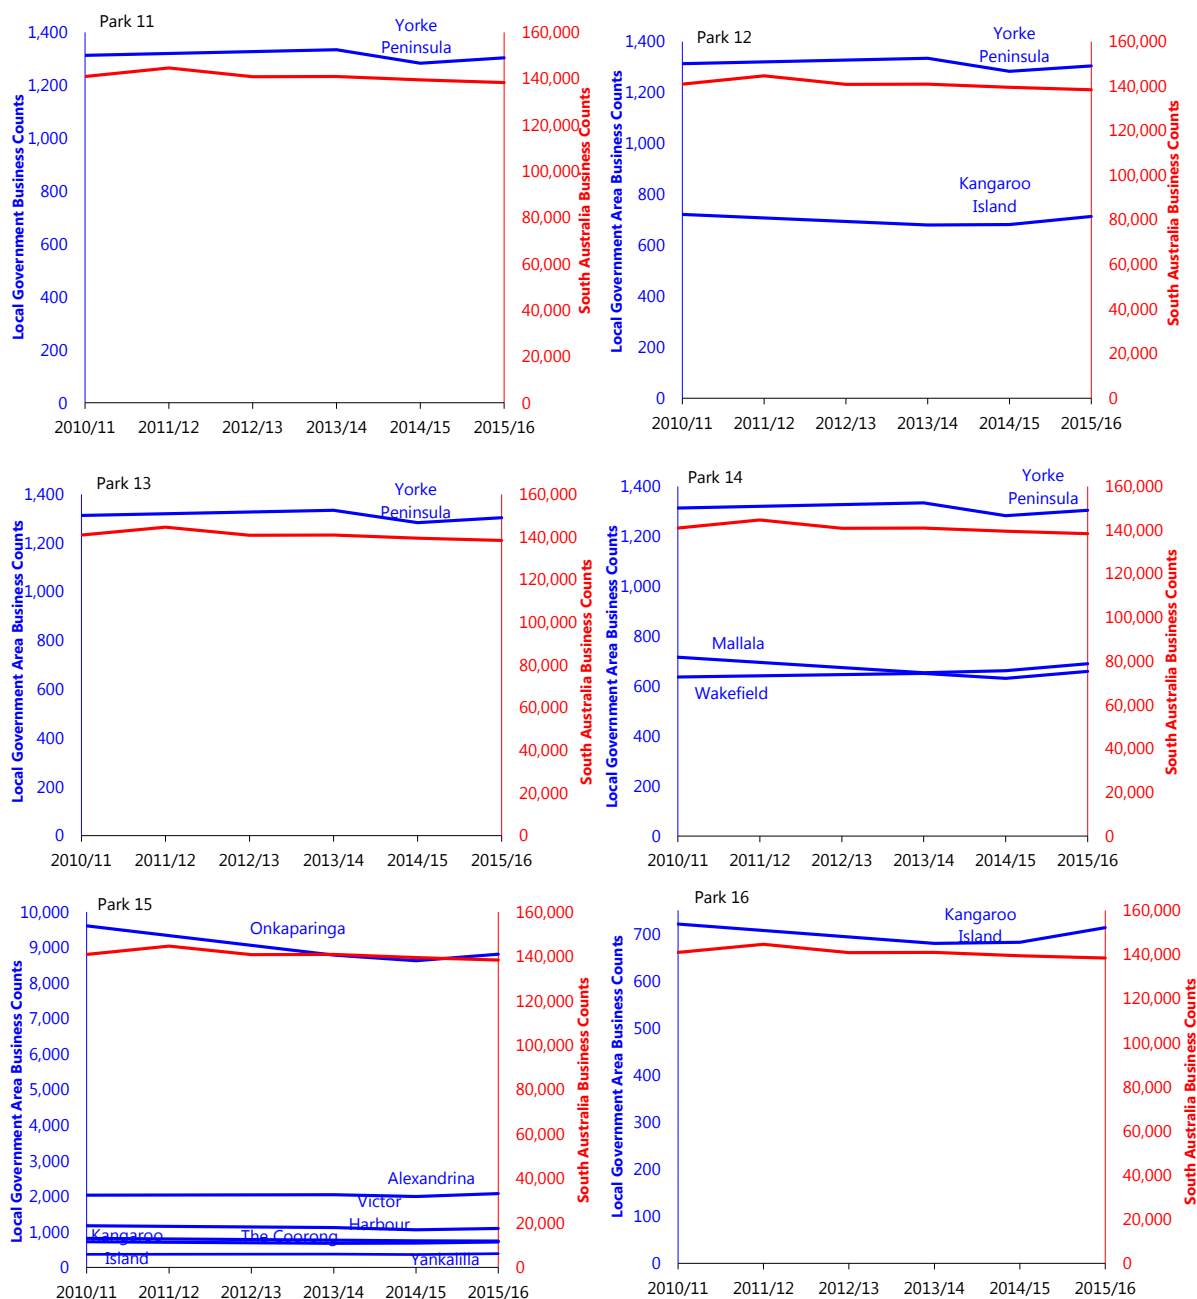 Park 11
Yorke
Peninsula
Local Government Business Counts
1,400
1,200
1,000
800
600
400
200
0
160,000
140,000
120,000
100,000
80,000
60,000
40,000
20,000
0
South Australia Business Counts
2010/11 2011/12 2012/13 2013/14 2014/15 2015/16
Park 12
Yorke
Peninsula
Kangaroo
Island
Local Government Area Business Counts
1,400
1,200
1,000
800
600
400
200
0
160,000
140,000
120,000
100,000
80,000
60,000
40,000
20,000
0
South Australia Business Counts
2010/11 2011/12 2012/13 2013/14 2014/15 2015/16
Park 13
Yorke
Peninsula
Local Government Area Business Counts
1,400
1,200
1,000
800
600
400
200
0
160,000
140,000
120,000
100,000
80,000
60,000
40,000
20,000
0
South Australia Business Counts
2010/11 2011/12 2012/13 2013/14 2014/15 2015/16
Park 14
Yorke
Peninsula
Mallala
Wakefield
Local Government Area Business Counts
1,400
1,200
1,000
800
600
400
200
0
160,000
140,000
120,000
100,000
80,000
60,000
40,000
20,000
0
South Australia Business Counts
2010/11 2011/12 2012/13 2013/14 2014/15 2015/16
Park 15
Onkaparinga
Alexandrina
Victor
Harbour
Kangaroo
Island
The Coorong
Yankalilla
Local Government Area Business Counts
10,000
9,000
8,000
7,000
6,000
5,000
4,000
3,000
2,000
1,000
0
160,000
140,000
120,000
100,000
80,000
60,000
40,000
20,000
0
South Australia Business Counts
2010/11 2011/12 2012/13 2013/14 2014/15 2015/16
Park 16
Kangaroo
Island
Local Government Area Business Counts
700
600
500
400
300
200
100
0
160,000
140,000
120,000
100,000
80,000
60,000
40,000
20,000
0
South Australia Business Counts
2010/11 2011/12 2012/13 2013/14 2014/15 2015/16